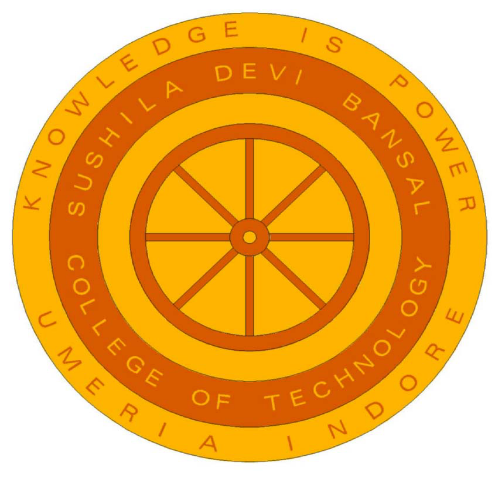 KNOWLEDGE IS POWER
SUSHILA DEVI BANSAL
COLLEGE OF TECHNOLOGY
UMERIA INDORE